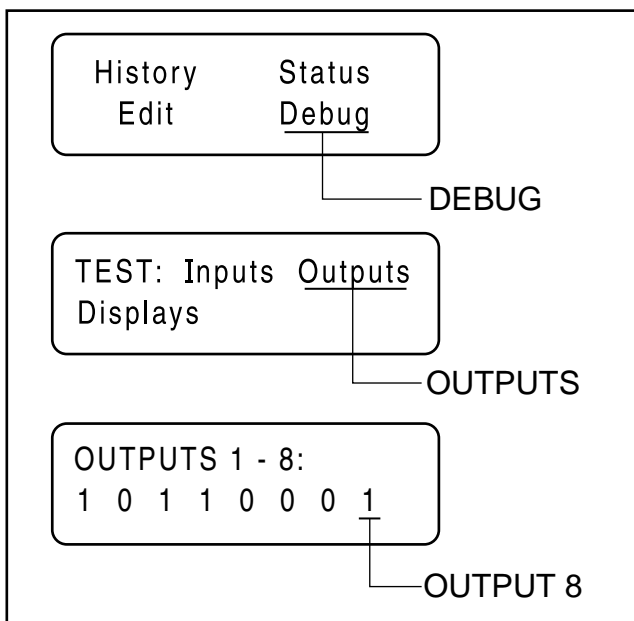 History Status
Edit Debug
DEBUG
TEST: Inputs Outputs
Displays
OUTPUTS
OUTPUTS 1 - 8:
1 0 1 1 0 0 0 1
OUTPUT 8